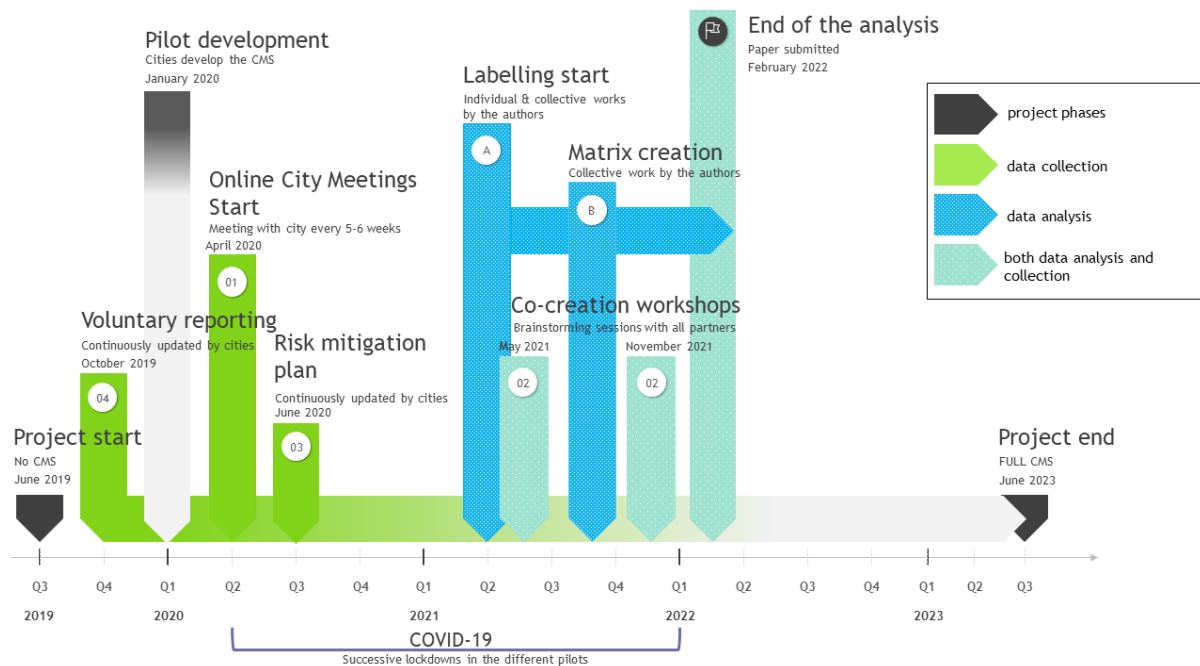 Pilot development
Cities develop the CMS
January 2020
End of the analysis
Paper submitted
February 2022
Labelling start
Individual & collective works
by the authors
A
project phases
data collection
data analysis
both data analysis and
collection
Matrix creation
Collective work by the authors
B
Online City Meetings
Start
Meeting with city every 5-6 weeks
April 2020
01
Voluntary reporting
Continuously updated by cities
October 2019
04
Risk mitigation
plan
Continuously updated by cities
June 2020
03
Co-creation workshops
Brainstorming sessions with all partners
May 2021
November 2021
02
02
Project start
No CMS
June 2019
Project end
FULL CMS
June 2023
Q3 Q4 Q1 Q2 Q3 Q4 Q1 Q2 Q3 Q4 Q1 Q2 Q3 Q4 Q1 Q2 Q3
2019 2020 2021 2022 2023
COVID-19
Successive lockdowns in the different pilots